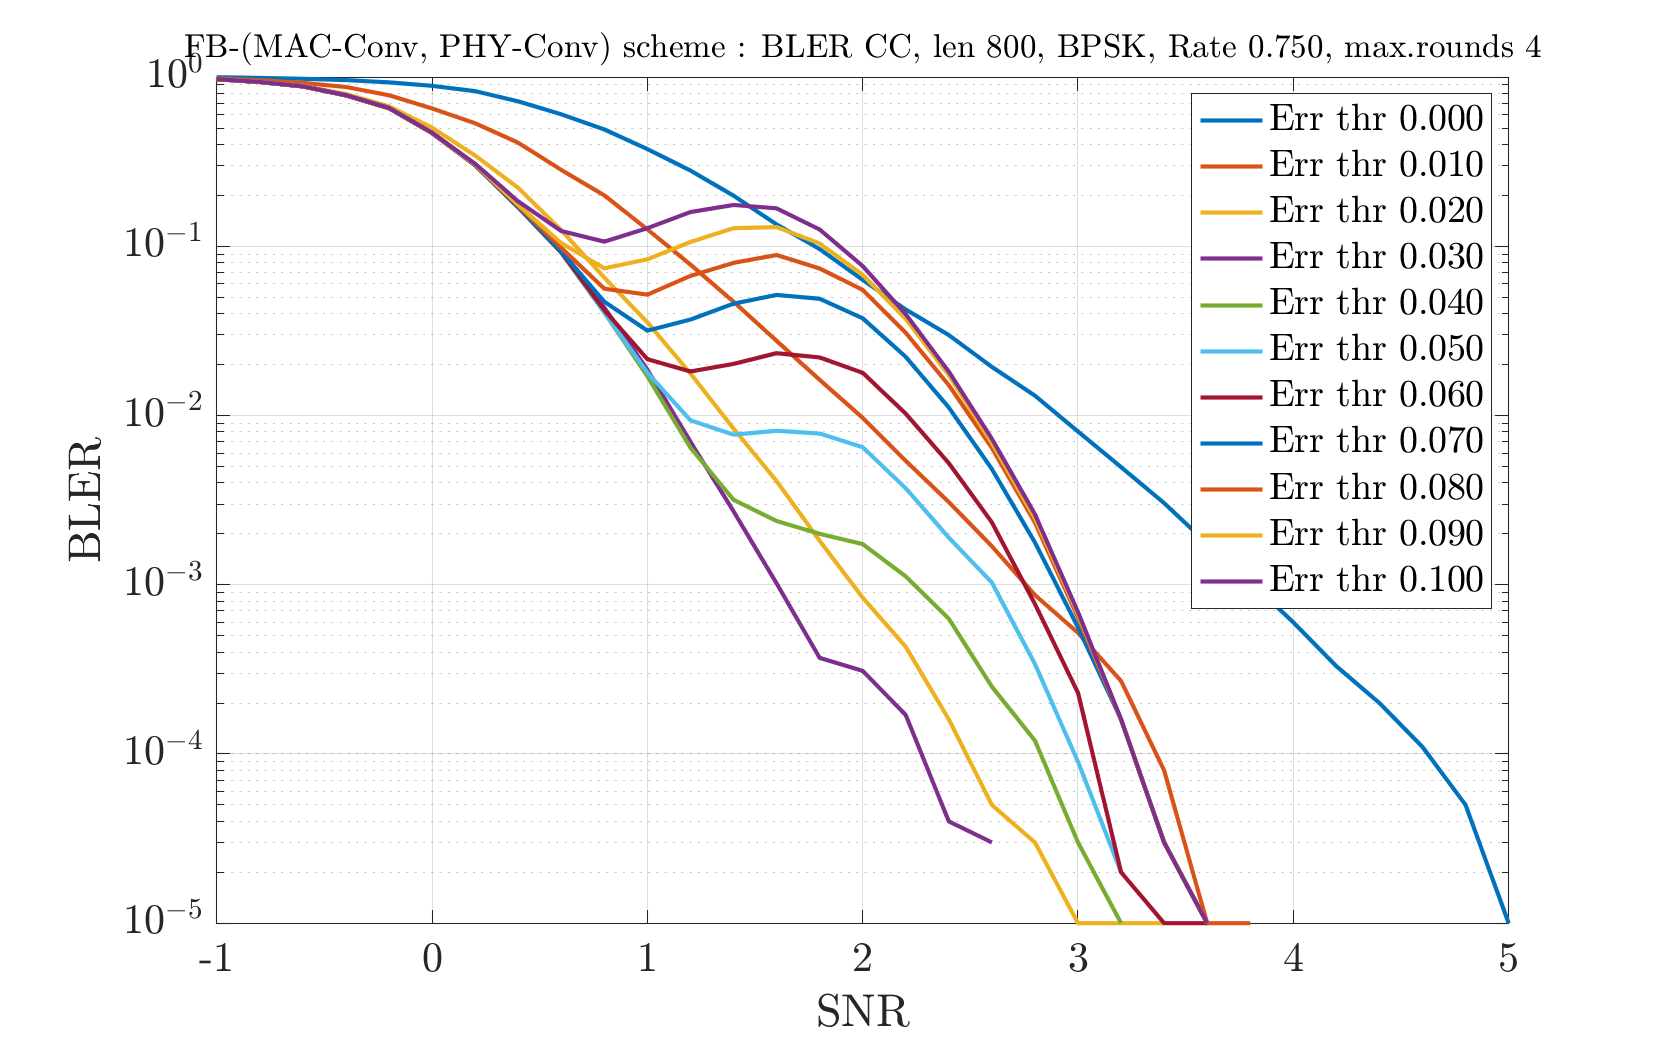 FB-(MAC-Conv, PHY-Conv) scheme : BLER CC, len 800, BPSK, Rate 0.750, max.rounds 4
10^0
10^-1
10^-2
10^-3
10^-4
10^-5
BLER
Err thr 0.000
Err thr 0.010
Err thr 0.020
Err thr 0.030
Err thr 0.040
Err thr 0.050
Err thr 0.060
Err thr 0.070
Err thr 0.080
Err thr 0.090
Err thr 0.100
-1 0 1 2 3 4 5
SNR